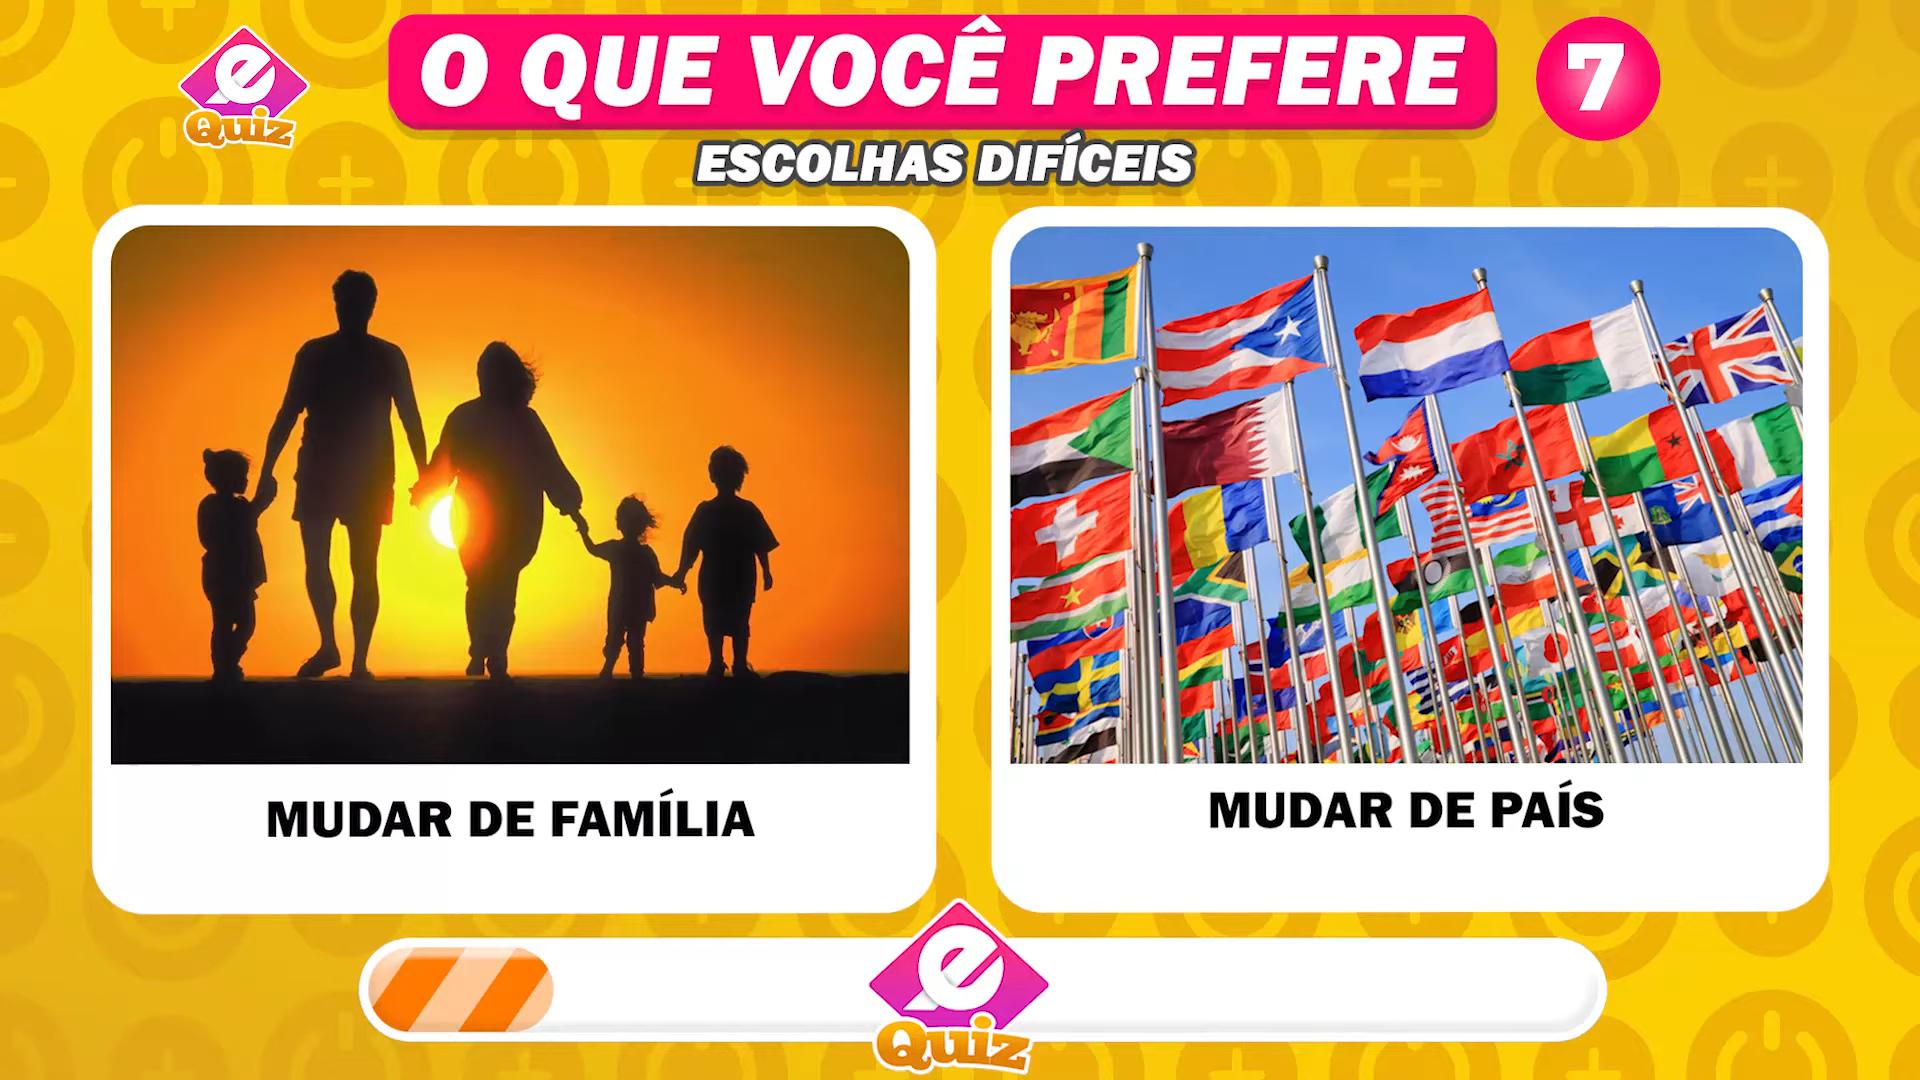 e
Quiz
O QUE VOCÊ PREFERE
7
ESCOLHAS DIFÍCEIS
MUDAR DE FAMÍLIA
MUDAR DE PAÍS
e
Quiz